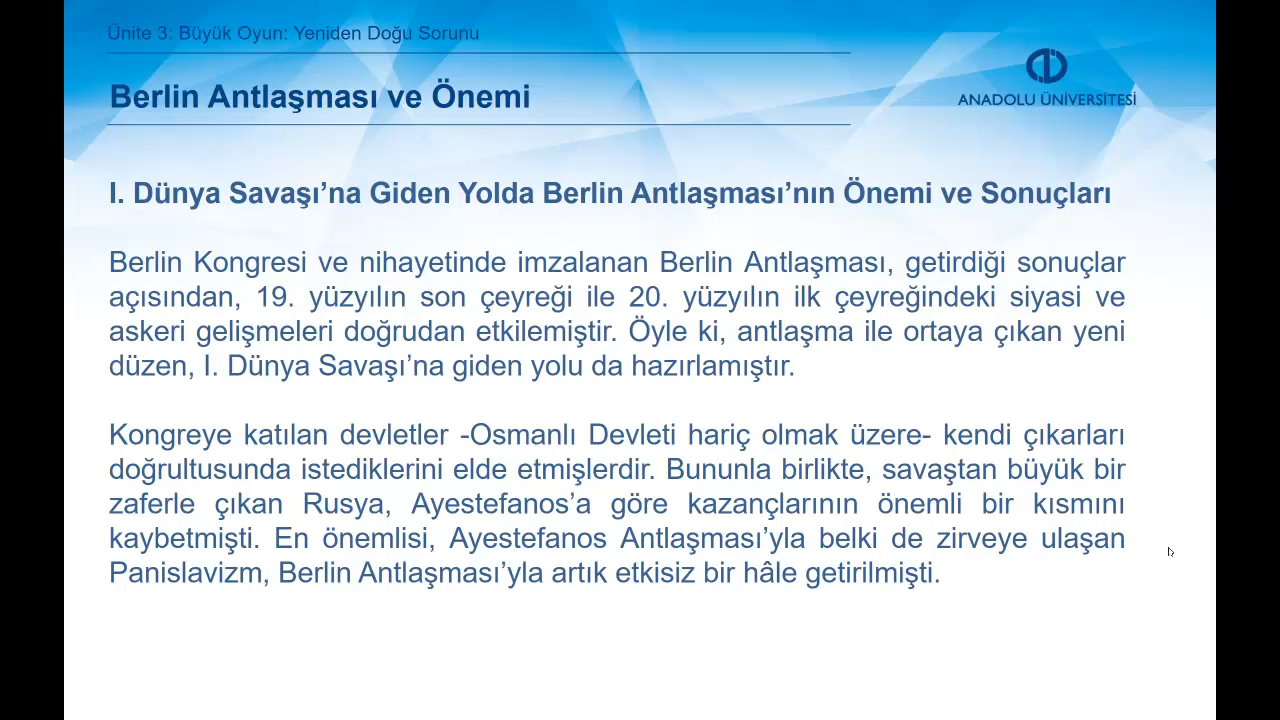 Ünite 3: Büyük Oyun: Yeniden Doğu Sorunu
Berlin Antlaşması ve Önemi
ANADOLU ÜNİVERSİTESİ
I. Dünya Savaşı’na Giden Yolda Berlin Antlaşması’nın Önemi ve Sonuçları
Berlin Kongresi ve nihayetinde imzalanan Berlin Antlaşması, getirdiği sonuçlar
açısından, 19. yüzyılın son çeyreği ile 20. yüzyılın ilk çeyreğindeki siyasi ve
askeri gelişmeleri doğrudan etkilemiştir. Öyle ki, antlaşma ile ortaya çıkan yeni
düzen, I. Dünya Savaşı’na giden yolu da hazırlamıştır.
Kongreye katılan devletler -Osmanlı Devleti hariç olmak üzere- kendi çıkarları
doğrultusunda istediklerini elde etmişlerdir. Bununla birlikte, savaştan büyük bir
zaferle çıkan Rusya, Ayestefanos’a göre kazançlarının önemli bir kısmını
kaybetmişti. En önemlisi, Ayestefanos Antlaşması’yla belki de zirveye ulaşan
Panislavizm, Berlin Antlaşması’yla artık etkisiz bir hâle getirilmişti.